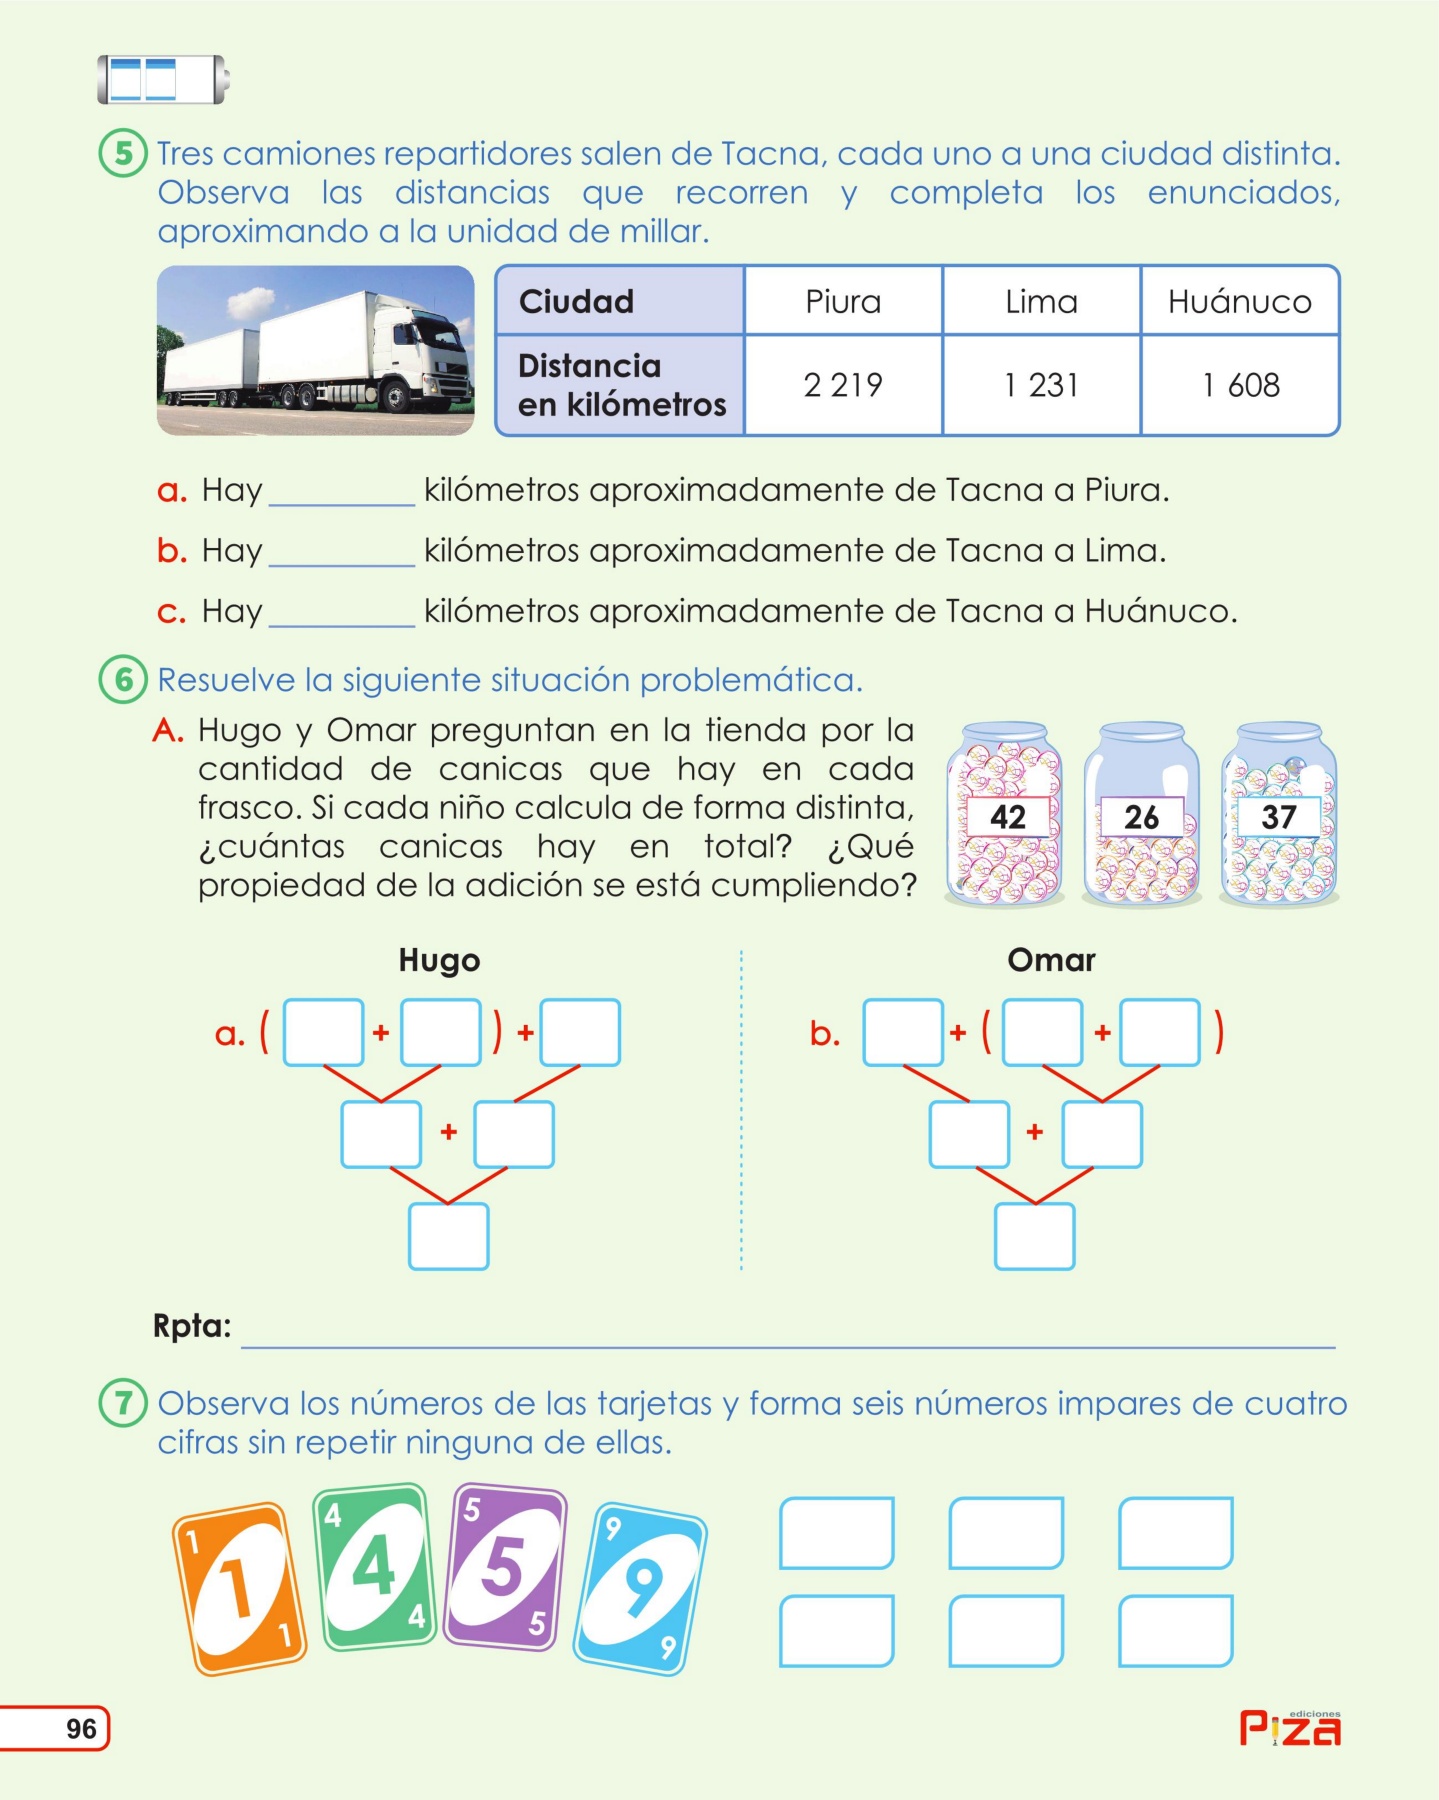 5 Tres camiones repartidores salen de Tacna, cada uno a una ciudad distinta.
Observa las distancias que recorren y completa los enunciados,
aproximando a la unidad de millar.
Ciudad Piura Lima Huánuco
Distancia
en kilómetros 2 219 1 231 1 608
a. Hay ________ kilómetros aproximadamente de Tacna a Piura.
b. Hay ________ kilómetros aproximadamente de Tacna a Lima.
c. Hay ________ kilómetros aproximadamente de Tacna a Huánuco.
6 Resuelve la siguiente situación problemática.
A. Hugo y Omar preguntan en la tienda por la
cantidad de canicas que hay en cada
frasco. Si cada niño calcula de forma distinta,
¿cuántas canicas hay en total? ¿Qué
propiedad de la adición se está cumpliendo?
42 26 37
Hugo Omar
a. ( + ) +
b. + ( + )
+ +
Rpta:
7 Observa los números de las tarjetas y forma seis números impares de cuatro
cifras sin repetir ninguna de ellas.
1 1 1
4 4 4
5 5 5
9 9 9
96
ediciones
Piza